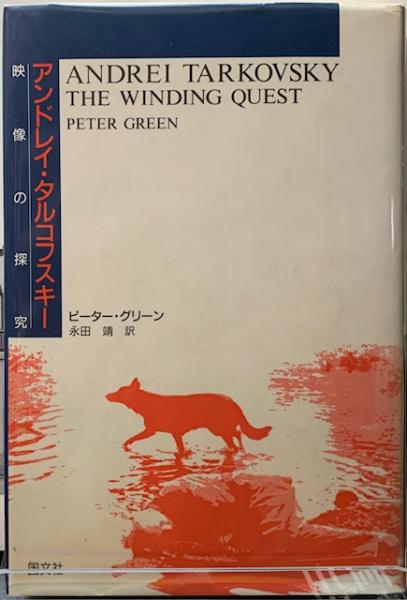 ANDREI TARKOVSKY
THE WINDING QUEST
PETER GREEN
アンドレイ・タルコフスキー
映像の探究
ピーター・グリーン
永田 靖 訳
国文社